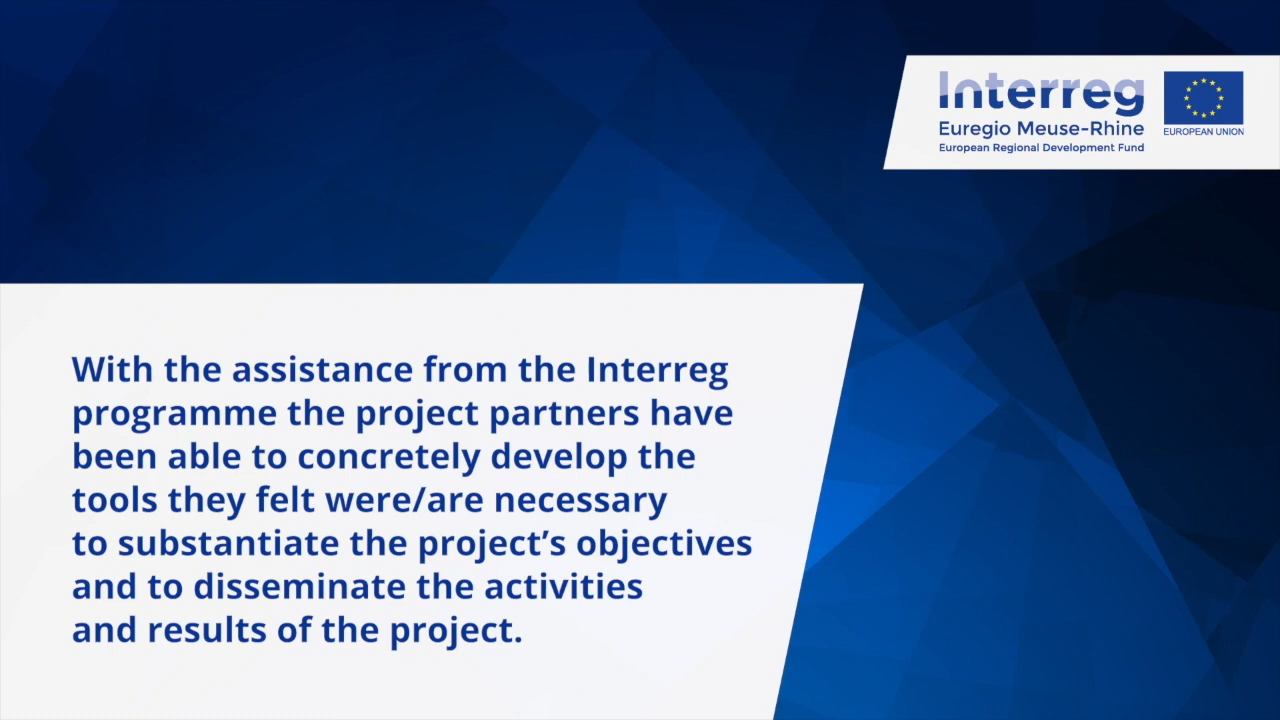 Interreg
Euregio Meuse-Rhine
European Regional Development Fund
EUROPEAN UNION
With the assistance from the Interreg
programme the project partners have
been able to concretely develop the
tools they felt were/are necessary
to substantiate the project’s objectives
and to disseminate the activities
and results of the project.